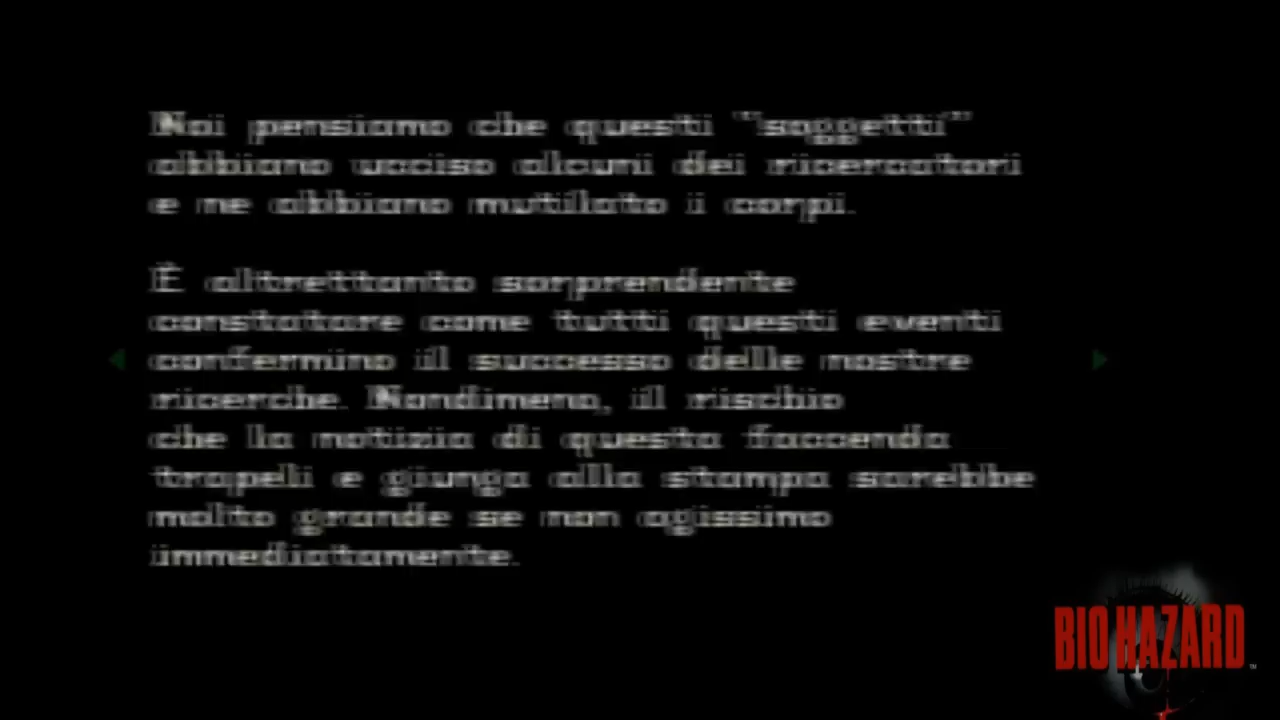 Noi pensiamo che questi "soggetti"
abbiano ucciso alcuni dei ricercatori
e ne abbiano mutilato i corpi.
È altrettanto sorprendente
constatare come tutti questi eventi
confermino il successo delle nostre
ricerche. Nondimeno, il rischio
che la notizia di questa faccenda
trapeli e giunga alla stampa sarebbe
molto grande se non agissimo
immediatamente.
BIO HAZARD™